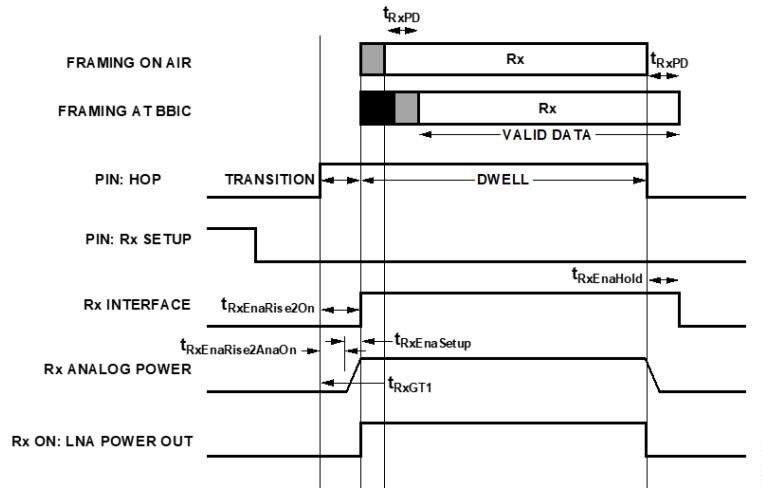 tRxPD
FRAMING ON AIR
Rx
tRxPD
FRAMING AT BBIC
Rx
VALID DATA
PIN: HOP
TRANSITION
DWELL
PIN: Rx SETUP
tRxEnaHold
Rx INTERFACE
tRxEnaRise2On
tRxEnaRise2AnaOn
tRxEnaSetup
Rx ANALOG POWER
tRxGT1
Rx ON: LNA POWER OUT